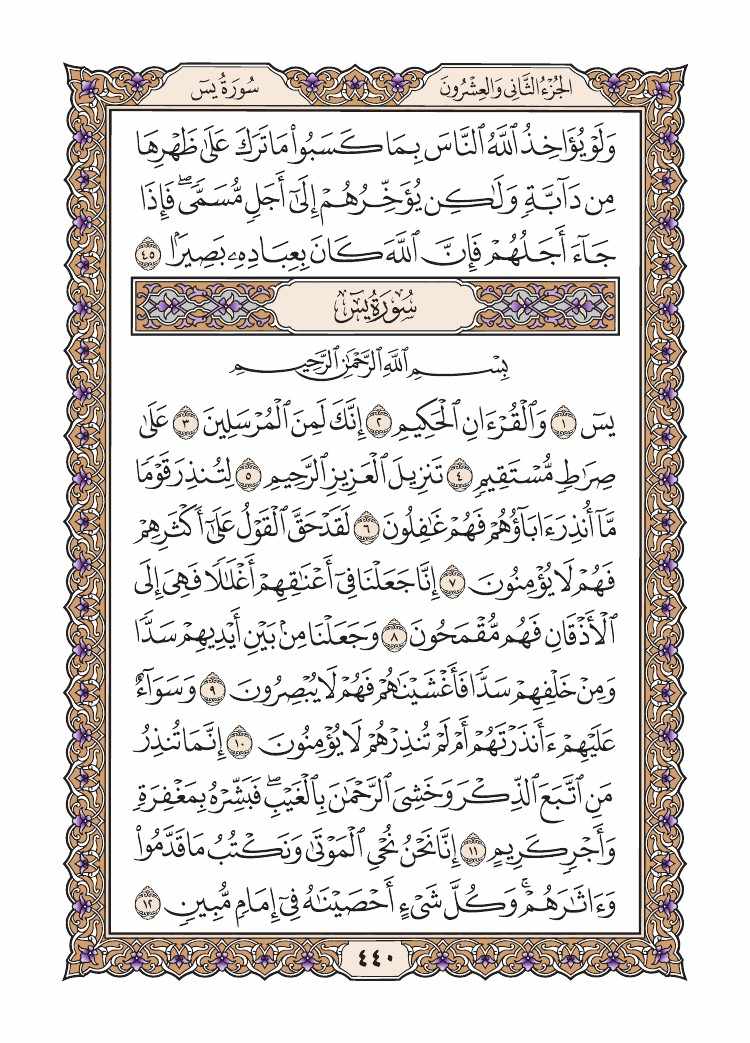 الجُزْءُ الثَّانِي وَالعِشْرُونَ
سُورَةُ يسٓ
وَلَوْ يُؤَاخِذُ ٱللَّهُ ٱلنَّاسَ بِمَا كَسَبُوا۟ مَا تَرَكَ عَلَىٰ ظَهْرِهَا
مِن دَآبَّةٍ وَلَٰكِن يُؤَخِّرُهُمْ إِلَىٰٓ أَجَلٍ مُّسَمًّى ۖ فَإِذَا
جَآءَ أَجَلُهُمْ فَإِنَّ ٱللَّهَ كَانَ بِعِبَادِهِۦ بَصِيرًۢا ٤٥
سُورَةُ يسٓ
بِسْمِ ٱللَّهِ ٱلرَّحْمَٰنِ ٱلرَّحِيمِ
يسٓ ١ وَٱلْقُرْءَانِ ٱلْحَكِيمِ ٢ إِنَّكَ لَمِنَ ٱلْمُرْسَلِينَ ٣ عَلَىٰ
صِرَٰطٍ مُّسْتَقِيمٍ ٤ تَنزِيلَ ٱلْعَزِيزِ ٱلرَّحِيمِ ٥ لِتُنذِرَ قَوْمًا
مَّآ أُنذِرَ ءَابَآؤُهُمْ فَهُمْ غَٰفِلُونَ ٦ لَقَدْ حَقَّ ٱلْقَوْلُ عَلَىٰٓ أَكْثَرِهِمْ
فَهُمْ لَا يُؤْمِنُونَ ٧ إِنَّا جَعَلْنَا فِىٓ أَعْنَٰقِهِمْ أَغْلَٰلًا فَهِىَ إِلَى
ٱلْأَذْقَانِ فَهُم مُّقْمَحُونَ ٨ وَجَعَلْنَا مِنۢ بَيْنِ أَيْدِيهِمْ سَدًّا
وَمِنْ خَلْفِهِمْ سَدًّا فَأَغْشَيْنَٰهُمْ فَهُمْ لَا يُبْصِرُونَ ٩ وَسَوَآءٌ
عَلَيْهِمْ ءَأَنذَرْتَهُمْ أَمْ لَمْ تُنذِرْهُمْ لَا يُؤْمِنُونَ ١٠ إِنَّمَا تُنذِرُ
مَنِ ٱتَّبَعَ ٱلذِّكْرَ وَخَشِىَ ٱلرَّحْمَٰنَ بِٱلْغَيْبِ ۖ فَبَشِّرْهُ بِمَغْفِرَةٍ
وَأَجْرٍ كَرِيمٍ ١١ إِنَّا نَحْنُ نُحْىِ ٱلْمَوْتَىٰ وَنَكْتُبُ مَا قَدَّمُوا۟
وَءَاثَٰرَهُمْ ۚ وَكُلَّ شَىْءٍ أَحْصَيْنَٰهُ فِىٓ إِمَامٍ مُّبِينٍ ١٢
٤٤٠